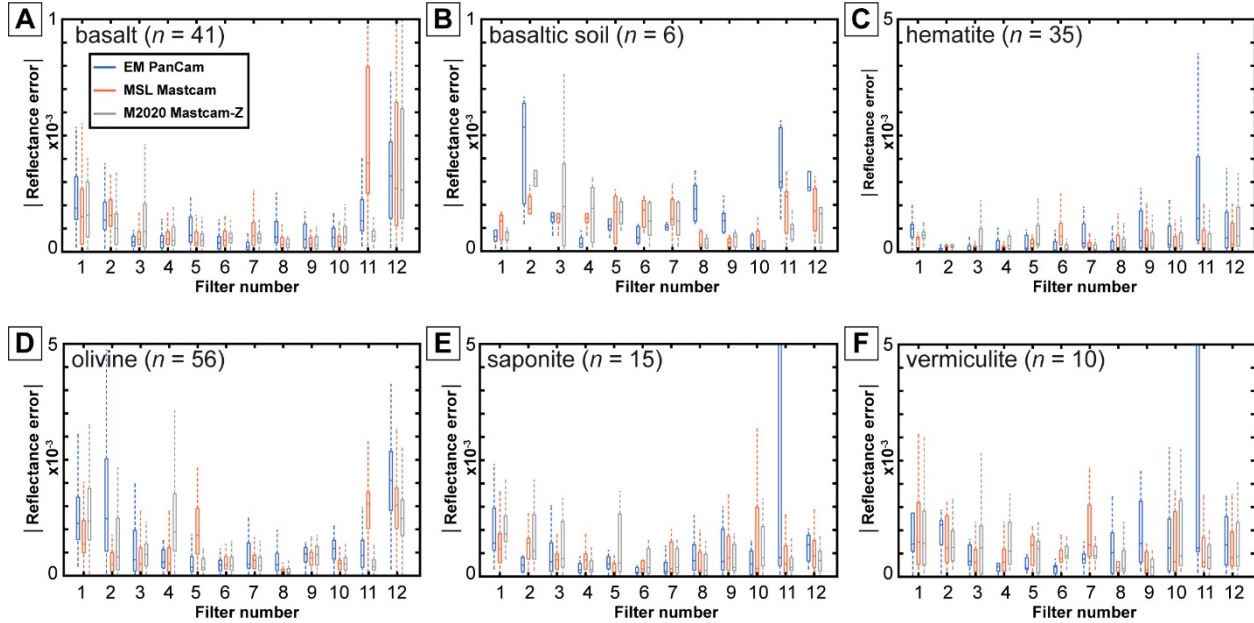 A
basalt (n = 41)
EM PanCam
MSL Mastcam
M2020 Mastcam-Z
1
0
x10-3
| Reflectance error|
1 2 3 4 5 6 7 8 9 10 11 12
Filter number
B
basaltic soil (n = 6)
1
0
x10-3
| Reflectance error|
1 2 3 4 5 6 7 8 9 10 11 12
Filter number
C
hematite (n = 35)
5
0
x10-3
| Reflectance error|
1 2 3 4 5 6 7 8 9 10 11 12
Filter number
D
olivine (n = 56)
5
0
x10-3
| Reflectance error|
1 2 3 4 5 6 7 8 9 10 11 12
Filter number
E
saponite (n = 15)
5
0
x10-3
| Reflectance error|
1 2 3 4 5 6 7 8 9 10 11 12
Filter number
F
vermiculite (n = 10)
5
0
x10-3
| Reflectance error|
1 2 3 4 5 6 7 8 9 10 11 12
Filter number